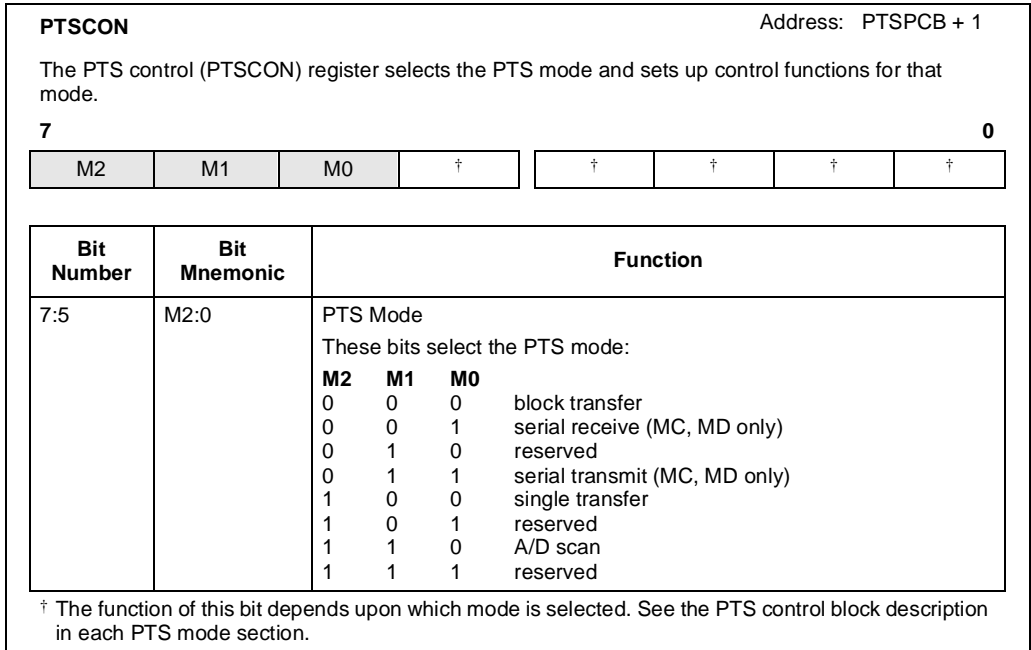 PTSCON Address: PTSPCB + 1
The PTS control (PTSCON) register selects the PTS mode and sets up control functions for that
mode.
7 0
M2 M1 M0 † † † † †
Bit Number Bit Mnemonic Function
7:5 M2:0 PTS Mode
These bits select the PTS mode:
M2 M1 M0
0 0 0 block transfer
0 0 1 serial receive (MC, MD only)
0 1 0 reserved
0 1 1 serial transmit (MC, MD only)
1 0 0 single transfer
1 0 1 reserved
1 1 0 A/D scan
1 1 1 reserved
† The function of this bit depends upon which mode is selected. See the PTS control block description
in each PTS mode section.